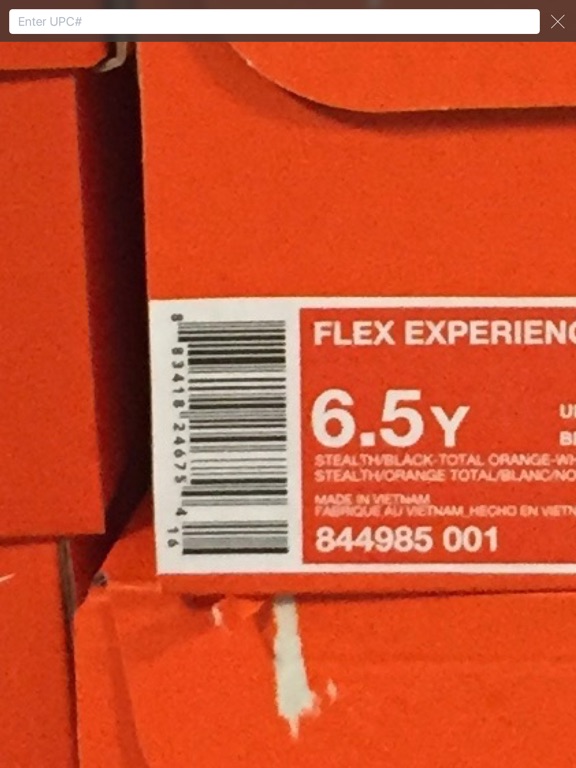 Enter UPC#
8 83418 24675 4 16
FLEX EXPERIENC
6.5Y
STEALTH/BLACK-TOTAL ORANGE-WH
STEALTH/ORANGE TOTAL/BLANC/NO
MADE IN VIETNAM
FABRIQUE AU VIETNAM, HECHO EN VIETN
844985 001